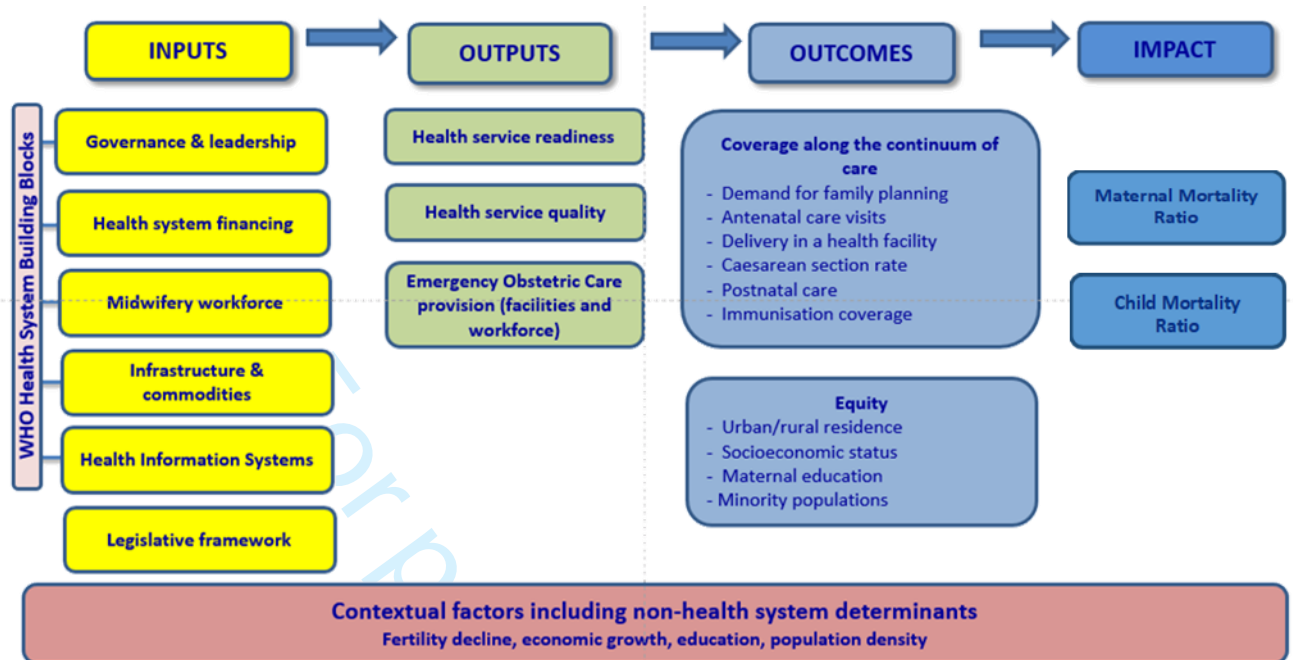 INPUTS
OUTPUTS
OUTCOMES
IMPACT
WHO Health System Building Blocks
Governance & leadership
Health system financing
Midwifery workforce
Infrastructure &
commodities
Health Information Systems
Legislative framework
Health service readiness
Health service quality
Emergency Obstetric Care
provision (facilities and
workforce)
Coverage along the continuum of
care
- Demand for family planning
- Antenatal care visits
- Delivery in a health facility
- Caesarean section rate
- Postnatal care
- Immunisation coverage
Equity
- Urban/rural residence
- Socioeconomic status
- Maternal education
- Minority populations
Maternal Mortality
Ratio
Child Mortality
Ratio
For p
Contextual factors including non-health system determinants
Fertility decline, economic growth, education, population density